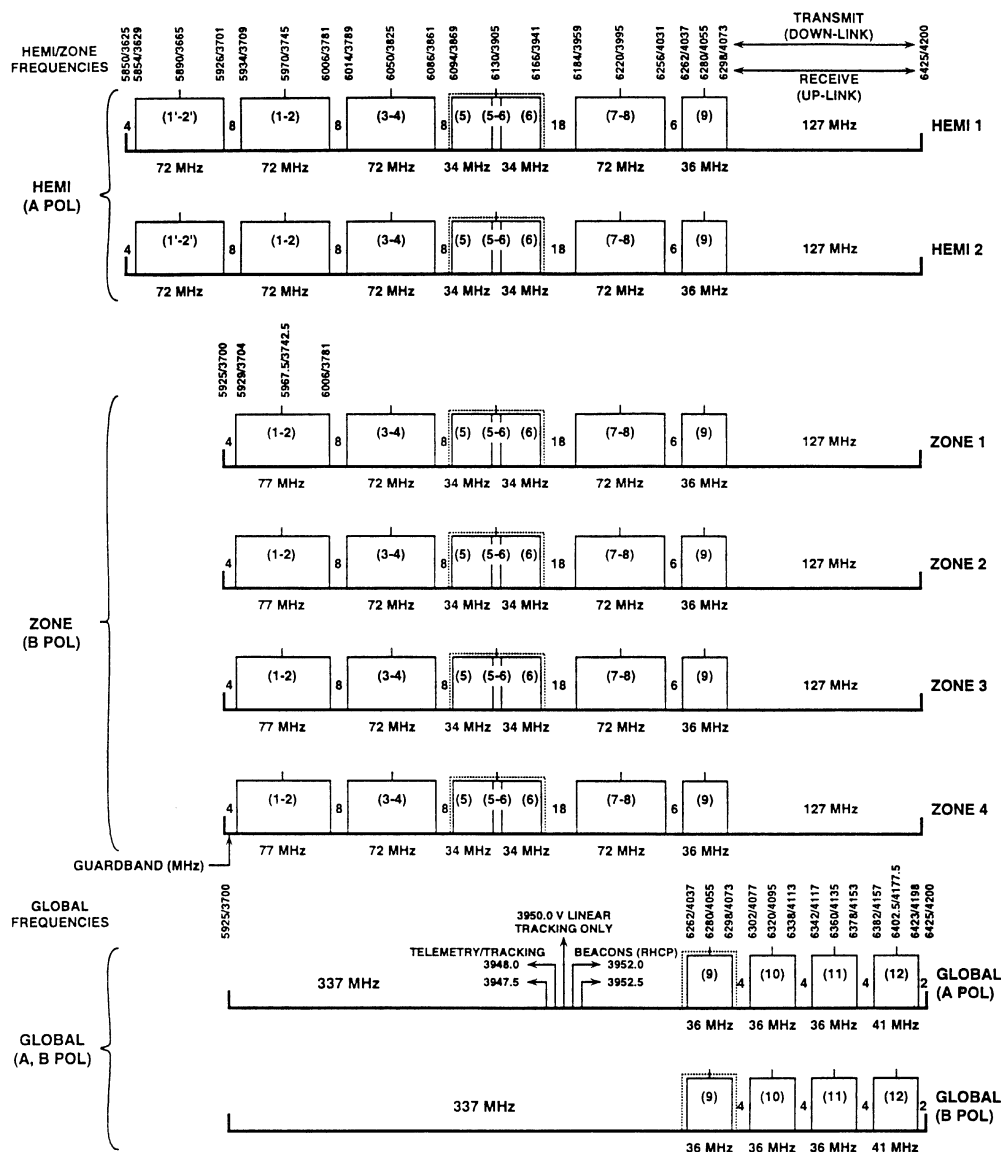 HEMI/ZONE
FREQUENCIES
5850/3625
5854/3629
5890/3665
5926/3701
5934/3709
5970/3745
6006/3781
6014/3789
6050/3825
6086/3861
6094/3869
6130/3905
6166/3941
6184/3959
6220/3995
6256/4031
6262/4037
6280/4055
6298/4073
TRANSMIT
(DOWN-LINK)
RECEIVE
(UP-LINK)
6425/4200
HEMI
(A POL)
4 (1'-2') 8 (1-2) 8 (3-4) 8 (5) (5-6) (6) 18 (7-8) 6 (9) 127 MHz HEMI 1
72 MHz 72 MHz 72 MHz 34 MHz 34 MHz 72 MHz 36 MHz
4 (1'-2') 8 (1-2) 8 (3-4) 8 (5) (5-6) (6) 18 (7-8) 6 (9) 127 MHz HEMI 2
72 MHz 72 MHz 72 MHz 34 MHz 34 MHz 72 MHz 36 MHz
5925/3700
5929/3704
5967.5/3742.5
6006/3781
ZONE
(B POL)
4 (1-2) 8 (3-4) 8 (5) (5-6) (6) 18 (7-8) 6 (9) 127 MHz ZONE 1
77 MHz 72 MHz 34 MHz 34 MHz 72 MHz 36 MHz
4 (1-2) 8 (3-4) 8 (5) (5-6) (6) 18 (7-8) 6 (9) 127 MHz ZONE 2
77 MHz 72 MHz 34 MHz 34 MHz 72 MHz 36 MHz
4 (1-2) 8 (3-4) 8 (5) (5-6) (6) 18 (7-8) 6 (9) 127 MHz ZONE 3
77 MHz 72 MHz 34 MHz 34 MHz 72 MHz 36 MHz
4 (1-2) 8 (3-4) 8 (5) (5-6) (6) 18 (7-8) 6 (9) 127 MHz ZONE 4
77 MHz 72 MHz 34 MHz 34 MHz 72 MHz 36 MHz
GUARDBAND (MHz)
GLOBAL
FREQUENCIES
5925/3700
3950.0 V LINEAR
TRACKING ONLY
TELEMETRY/TRACKING BEACONS (RHCP)
3948.0 3952.0
3947.5 3952.5
6262/4037
6280/4055
6298/4073
6302/4077
6320/4095
6338/4113
6342/4117
6360/4135
6378/4153
6382/4157
6402.5/4177.5
6423/4198
6425/4200
GLOBAL
(A, B POL)
337 MHz (9) 4 (10) 4 (11) 4 (12) 2 GLOBAL
(A POL)
36 MHz 36 MHz 36 MHz 41 MHz
337 MHz (9) 4 (10) 4 (11) 4 (12) 2 GLOBAL
(B POL)
36 MHz 36 MHz 36 MHz 41 MHz